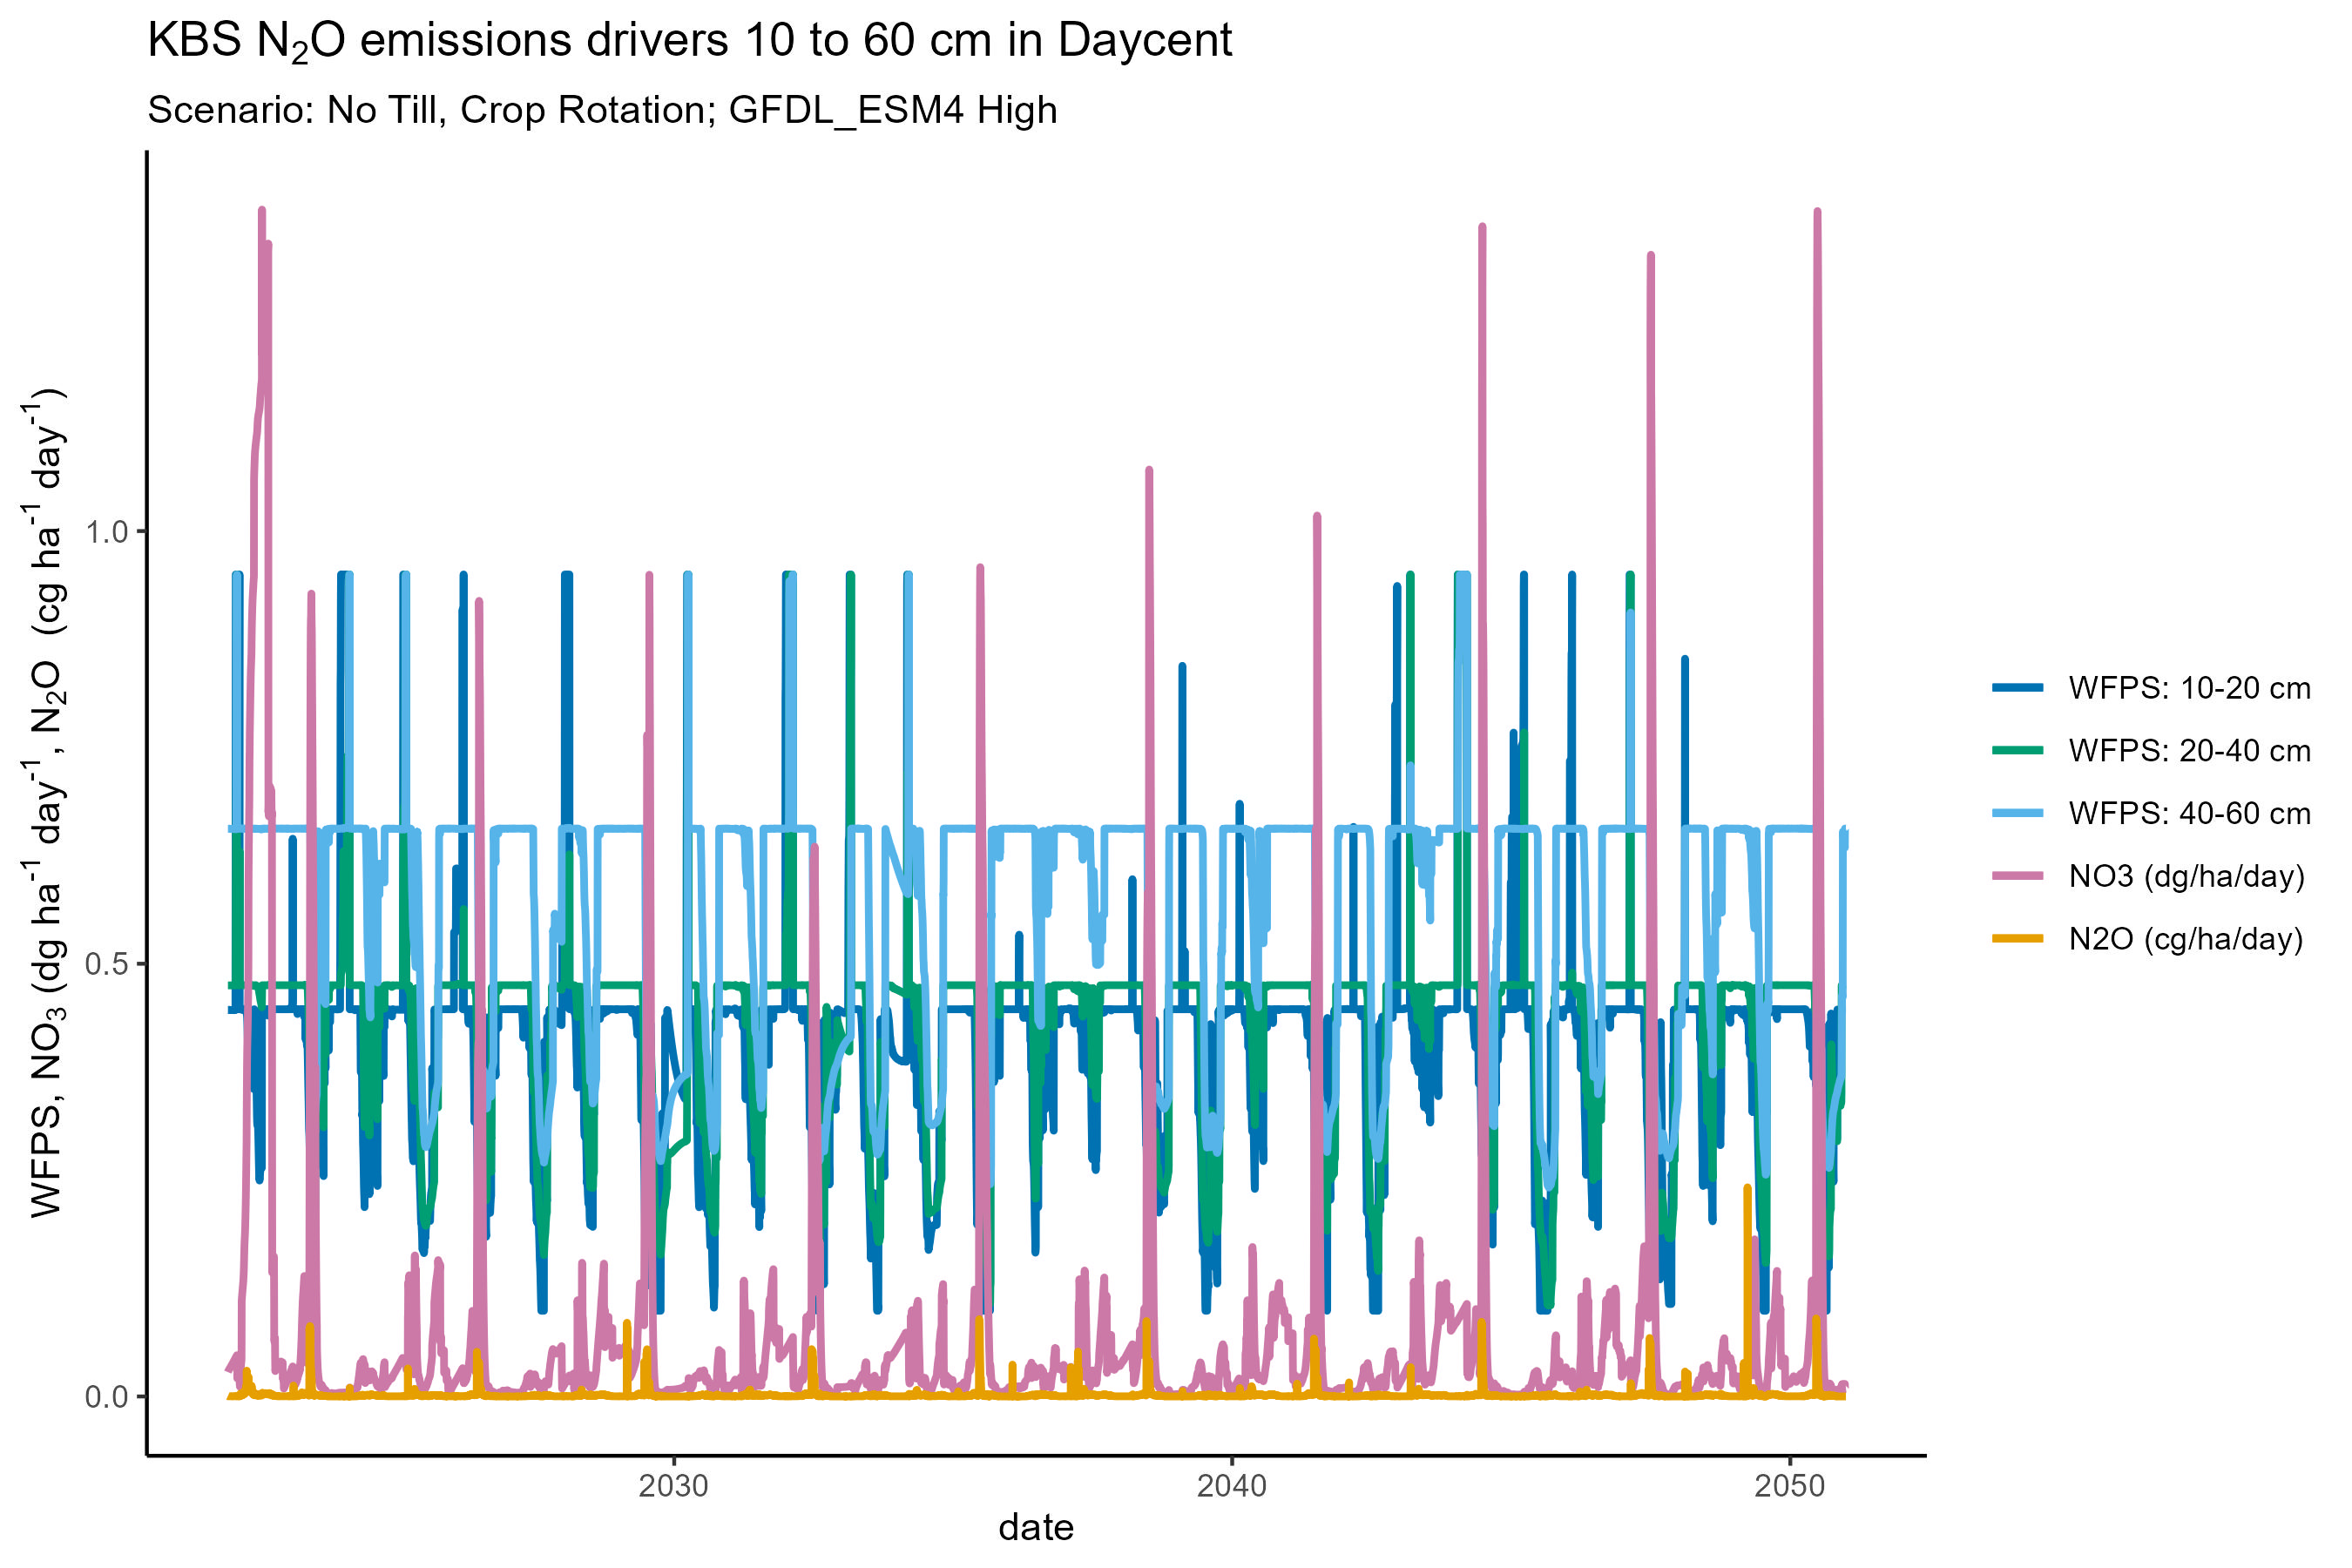 KBS N₂O emissions drivers 10 to 60 cm in Daycent
Scenario: No Till, Crop Rotation; GFDL_ESM4 High
WFPS, NO₃ (dg ha⁻¹ day⁻¹, N₂O  (cg ha⁻¹ day⁻¹)
1.0
0.5
0.0
2030 2040 2050
date
WFPS: 10-20 cm
WFPS: 20-40 cm
WFPS: 40-60 cm
NO3 (dg/ha/day)
N2O (cg/ha/day)